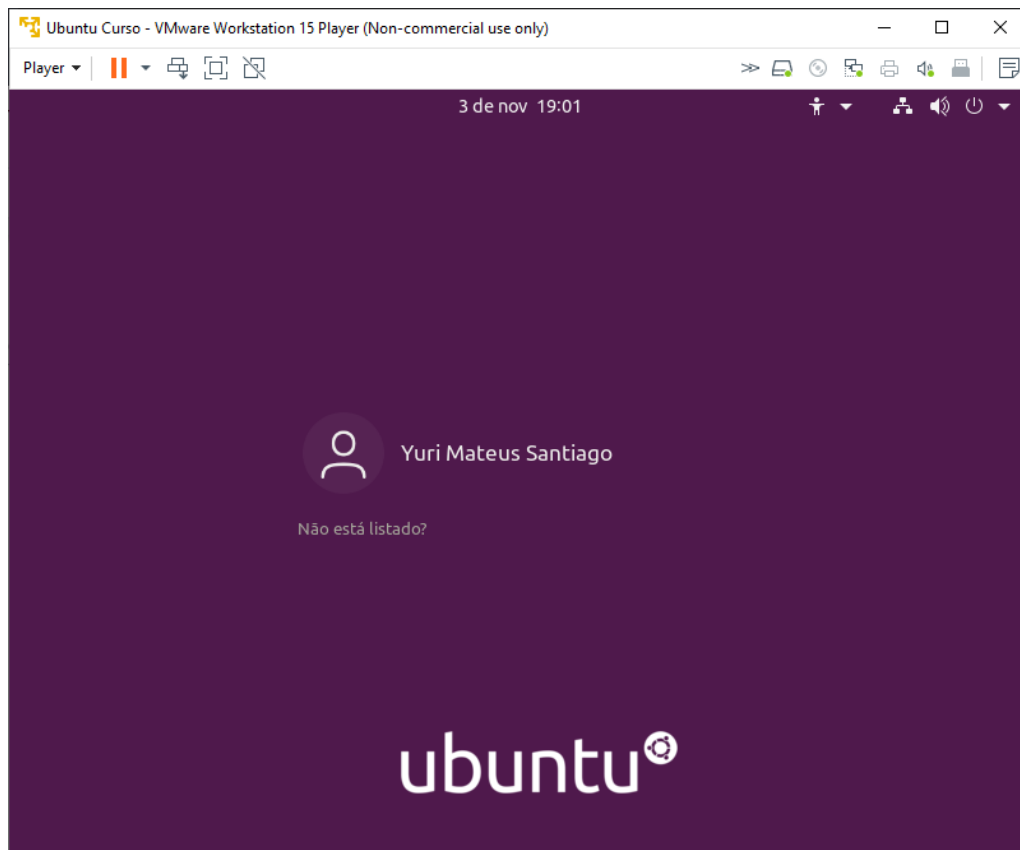 Ubuntu Curso - VMware Workstation 15 Player (Non-commercial use only)
Player
3 de nov 19:01
Yuri Mateus Santiago
Não está listado?
ubuntu